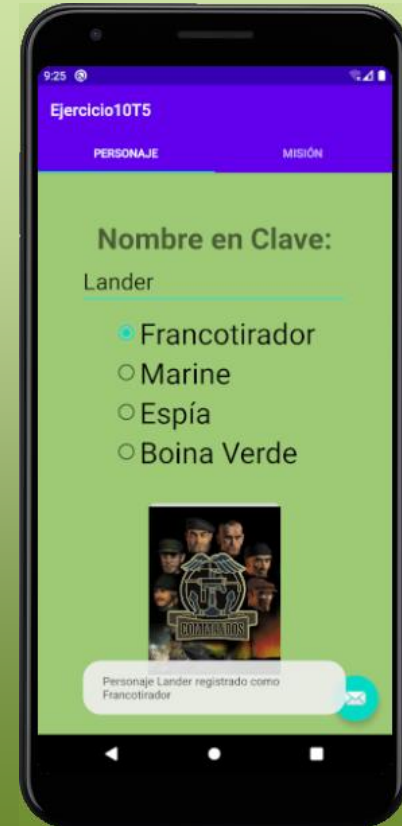 9:25
Ejercicio10T5
PERSONAJE
MISIÓN
Nombre en Clave:
Lander
Francotirador
Marine
Espía
Boina Verde
COMMANDOS
Personaje Lander registrado como
Francotirador